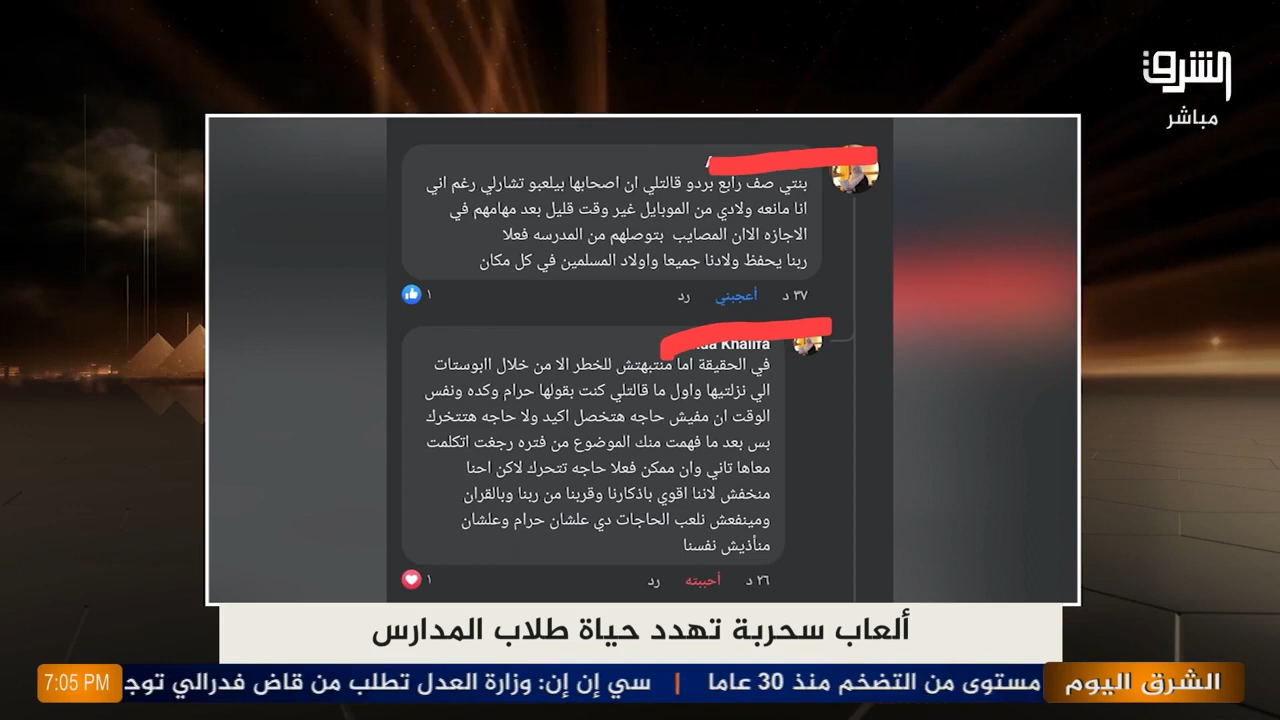 الشرق
مباشر
بنتي صف رابع بردو قالتلي ان اصحابها بيلعبو تشارلي رغم اني
انا مانعه ولادي من الموبايل غير وقت قليل بعد مهامهم في
الاجازه الاان المصايب بتوصلهم من المدرسه فعلا
ربنا يحفظ ولادنا جميعا واولاد المسلمين في كل مكان
٣٧ د أعجبني رد ١
Khalifa
في الحقيقة اما منتبهتش للخطر الا من خلال اابوستات
الي نزلتيها واول ما قالتلي كنت بقولها حرام وكده ونفس
الوقت ان مفيش حاجه هتخصل اكيد ولا حاجه هتتخرك
بس بعد ما فهمت منك الموضوع من فتره رجغت اتكلمت
معاها تاني وان ممكن فعلا حاجه تتحرك لاكن احنا
منخفش لاننا اقوي باذكارنا وقربنا من ربنا وبالقران
ومينفعش نلعب الحاجات دي علشان حرام وعلشان
منأذيش نفسنا
٣٦ د أحببته رد ١
ألعاب سحربة تهدد حياة طلاب المدارس
الشرق اليوم
مستوى من التضخم منذ 30 عاما | سي إن إن: وزارة العدل تطلب من قاض فدرالي توج
7:05 PM